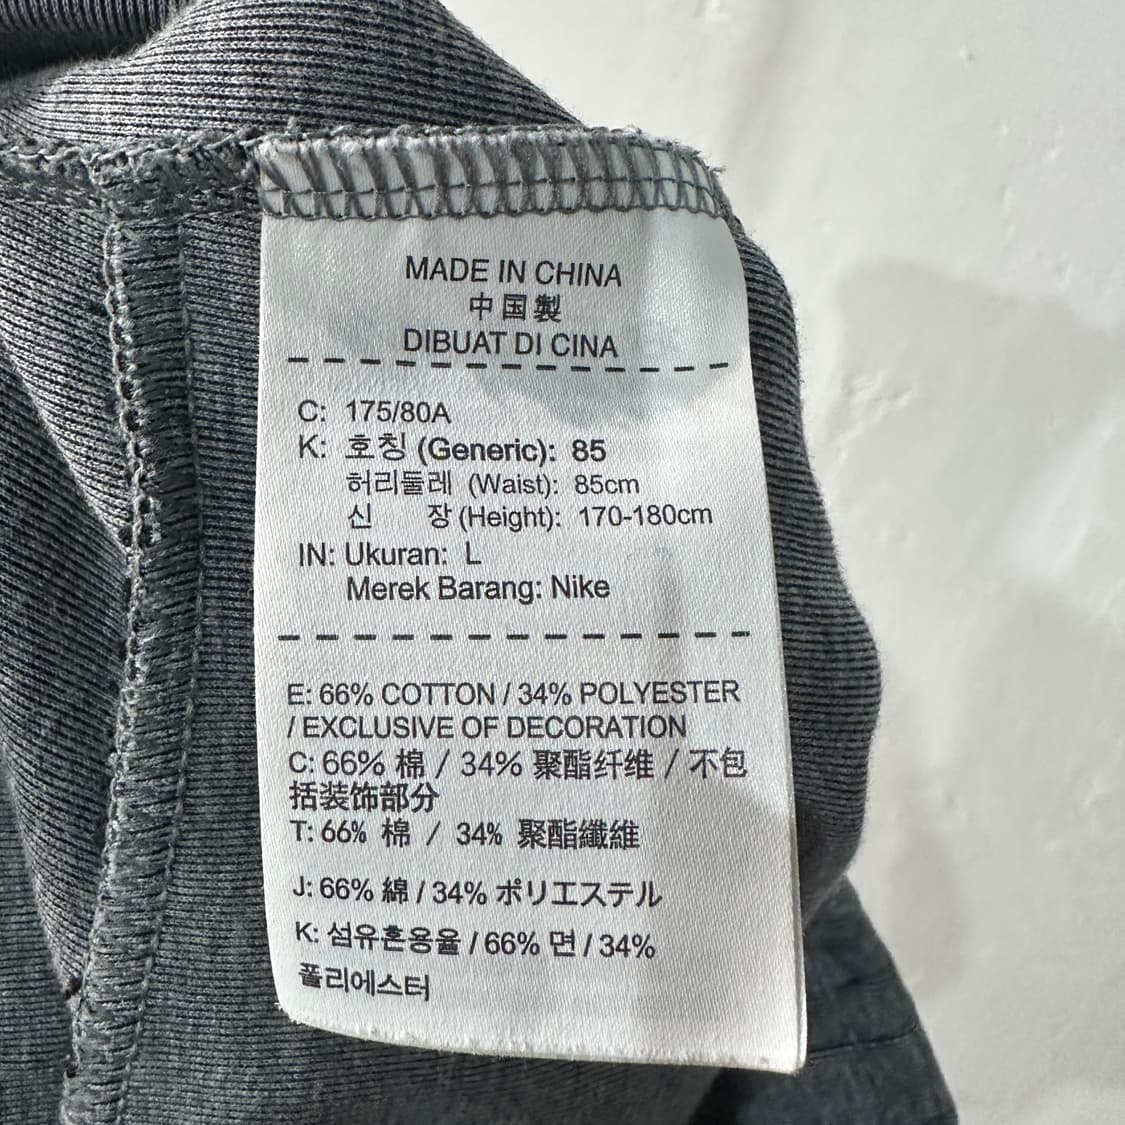 MADE IN CHINA
中国製
DIBUAT DI CINA
C: 175/80A
K: 호칭 (Generic): 85
허리둘레 (Waist): 85cm
신 장 (Height): 170-180cm
IN: Ukuran: L
Merek Barang: Nike
E: 66% COTTON / 34% POLYESTER
/ EXCLUSIVE OF DECORATION
C: 66% 棉 / 34% 聚酯纤维 / 不包
括装饰部分
T: 66% 棉 / 34% 聚酯纖維
J: 66% 綿 / 34% ポリエステル
K: 섬유혼용율 / 66% 면 / 34%
폴리에스터